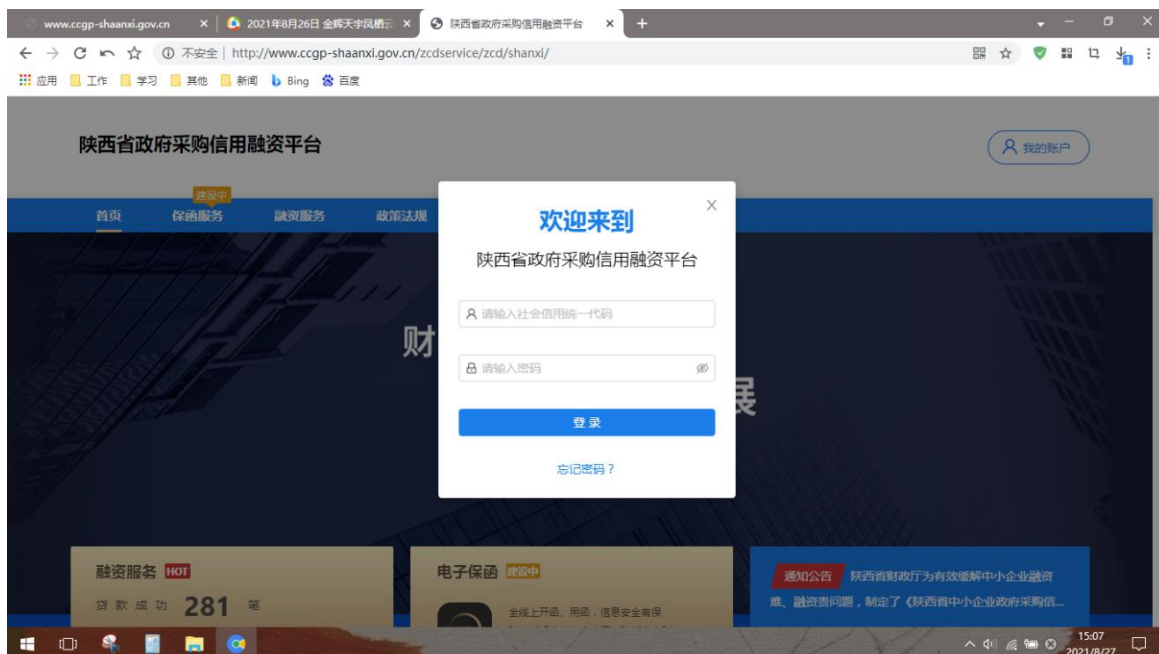 www.ccgp-shaanxi.gov.cn
2021年8月26日 金辉天宇凤栖云
陕西省政府采购信用融资平台
不安全 | http://www.ccgp-shaanxi.gov.cn/zcdservice/zcd/shanxi/
应用 工作 学习 其他 新闻 Bing 百度
陕西省政府采购信用融资平台
我的账户
建设中
首页 保函服务 融资服务 政策法规
欢迎来到
陕西省政府采购信用融资平台
请输入社会信用统一代码
财
请输入密码
展
登 录
忘记密码？
融资服务 HOT
贷款成功 281 笔
电子保函 建设中
全线上开函、用函，信息安全有保
通知公告 陕西省财政厅为有效缓解中小企业融资
难、融资贵问题，制定了《陕西省中小企业政府采购信...
15:07
2021/8/27